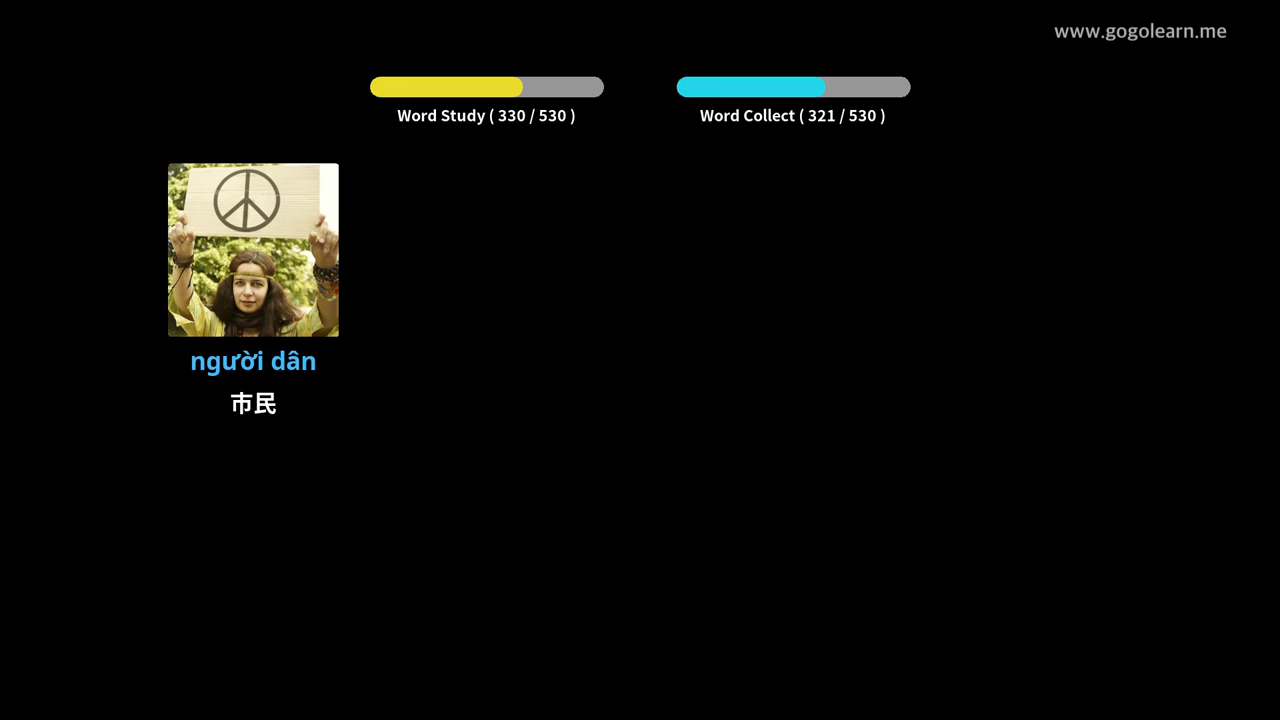 www.gogolearn.me
Word Study ( 330 / 530 )
Word Collect ( 321 / 530 )
người dân
市民